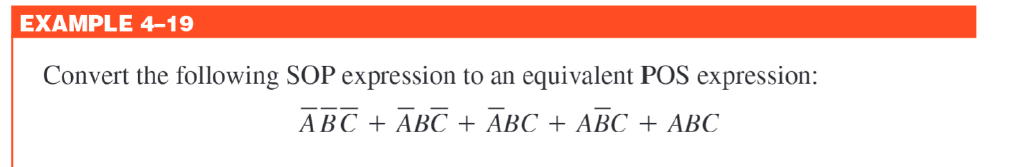 EXAMPLE 4–19
Convert the following SOP expression to an equivalent POS expression:
A̅ B̅ C̅ + A̅BC̅ + A̅BC + AB̅C + ABC